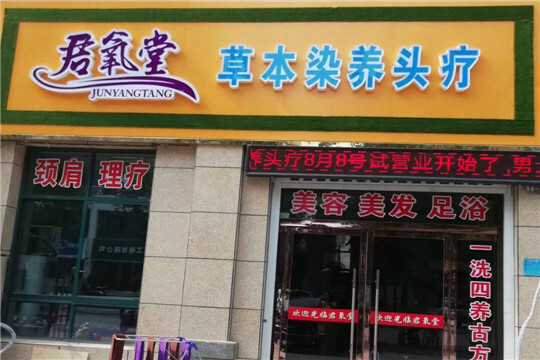 君氧堂
JUNYANGTANG
草本染养头疗
养头疗8月8号试营业开始了,男
颈肩 理疗
美容 美发 足浴
一洗四养古方
欢迎光临君氧堂
欢迎光临君氧堂